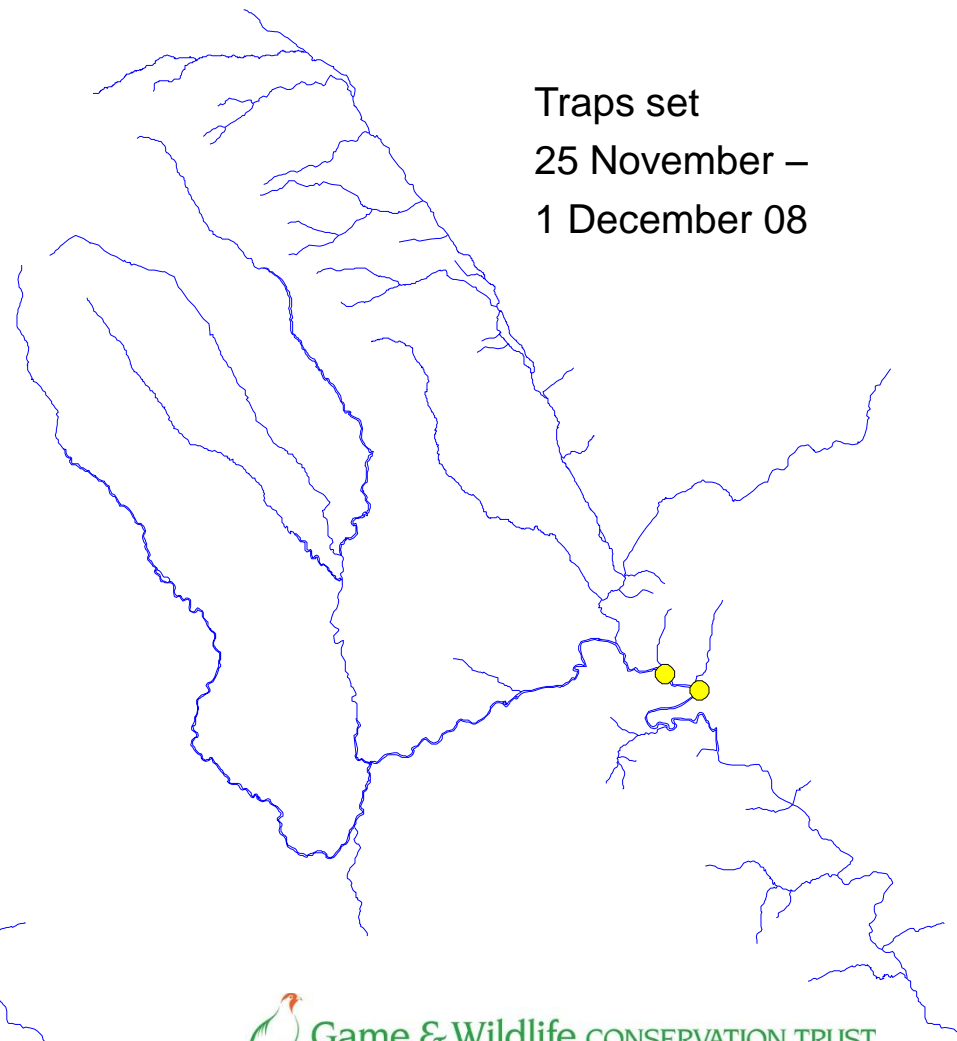 Traps set
25 November –
1 December 08
Game & Wildlife CONSERVATION TRUST